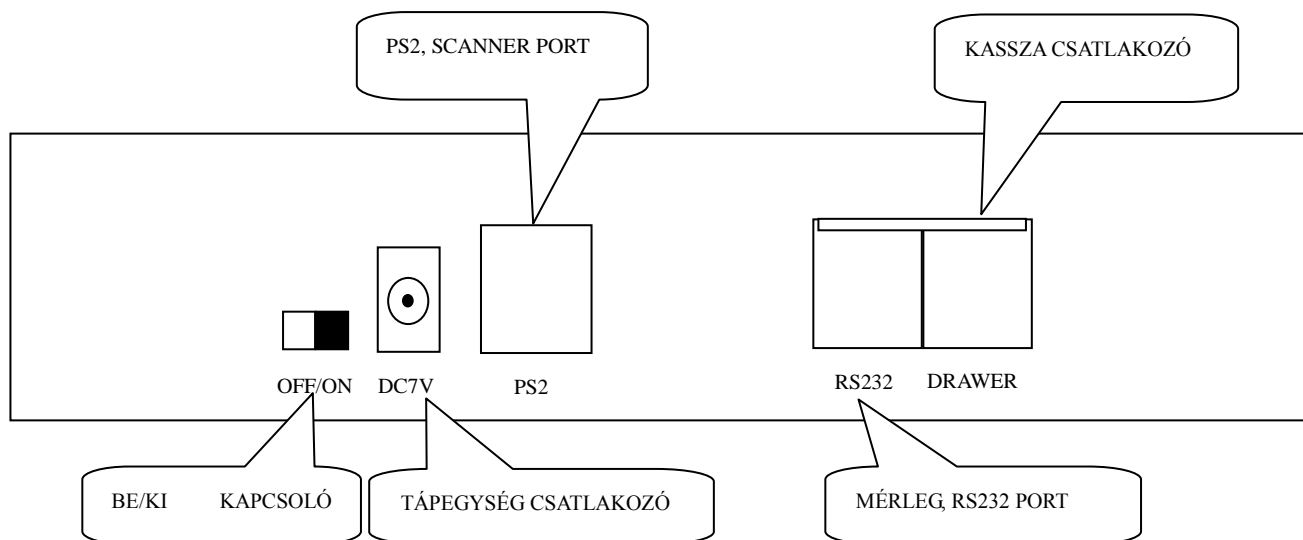 PS2, SCANNER PORT
KASSZA CSATLAKOZÓ
OFF/ON DC7V PS2 RS232 DRAWER
BE/KI KAPCSOLÓ
TÁPEGYSÉG CSATLAKOZÓ
MÉRLEG, RS232 PORT